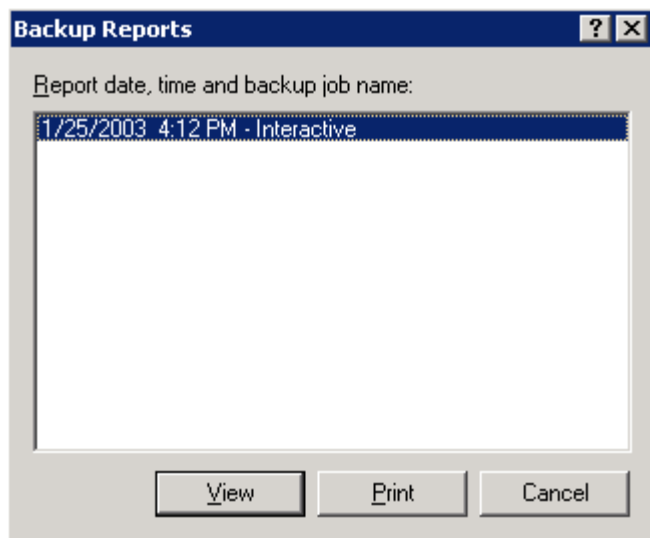 Backup Reports
Report date, time and backup job name:
1/25/2003 4:12 PM - Interactive
View Print Cancel